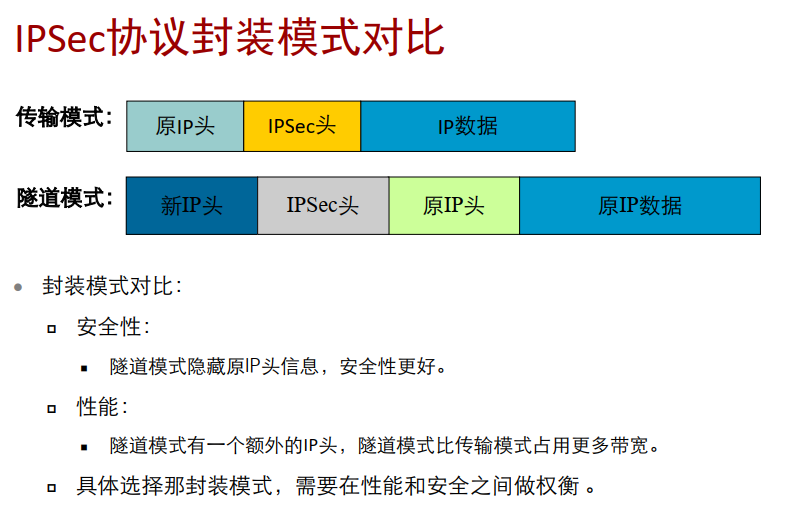 IPSec协议封装模式对比
传输模式： 原IP头 IPSec头 IP数据
隧道模式： 新IP头 IPSec头 原IP头 原IP数据
封装模式对比：
安全性：
隧道模式隐藏原IP头信息，安全性更好。
性能：
隧道模式有一个额外的IP头，隧道模式比传输模式占用更多带宽。
具体选择那封装模式，需要在性能和安全之间做权衡 。